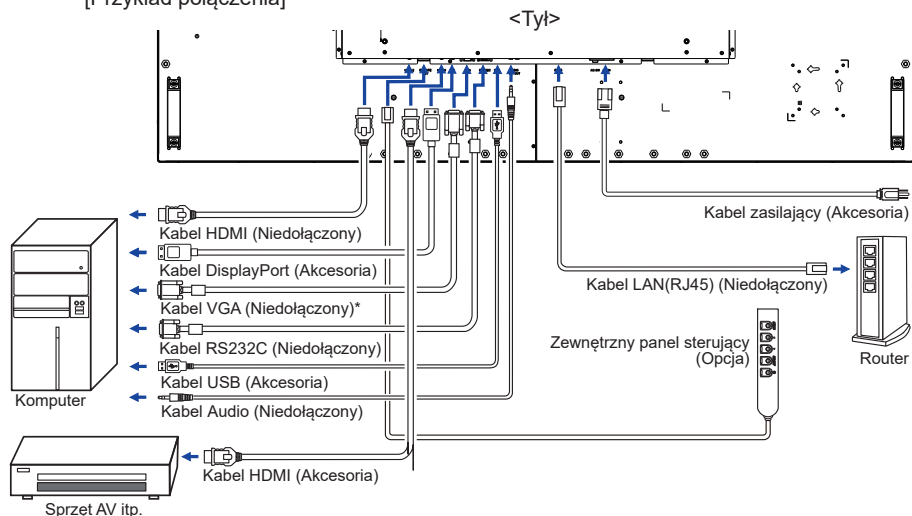 [Przykład połączenia]
<Tył>
Kabel zasilający (Akcesoria)
Kabel HDMI (Niedołączony)
Kabel DisplayPort (Akcesoria)
Kabel LAN(RJ45) (Niedołączony)
Kabel VGA (Niedołączony)*
Kabel RS232C (Niedołączony)
Zewnętrzny panel sterujący
(Opcja)
Router
Kabel USB (Akcesoria)
Komputer
Kabel Audio (Niedołączony)
Kabel HDMI (Akcesoria)
Sprzęt AV itp.